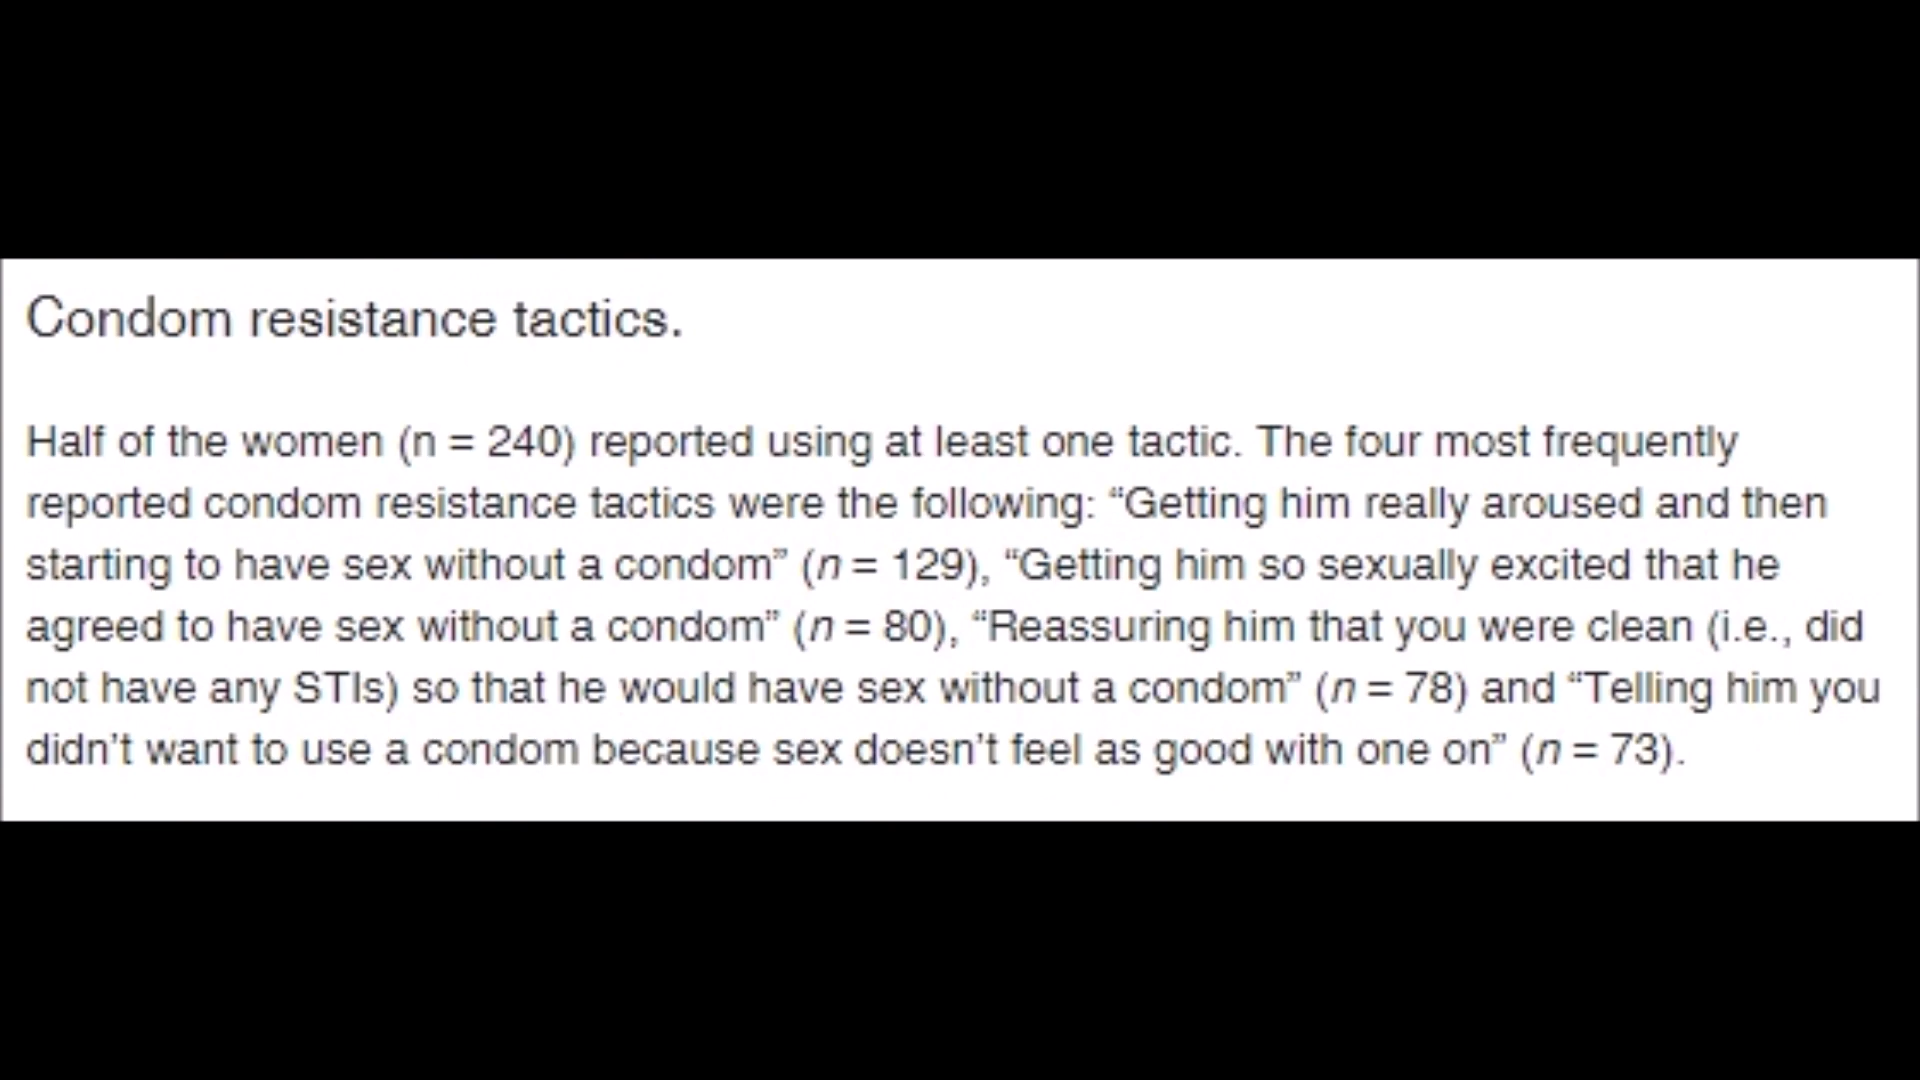 Condom resistance tactics.
Half of the women (n = 240) reported using at least one tactic. The four most frequently
reported condom resistance tactics were the following: “Getting him really aroused and then
starting to have sex without a condom” (n = 129), “Getting him so sexually excited that he
agreed to have sex without a condom” (n = 80), “Reassuring him that you were clean (i.e., did
not have any STIs) so that he would have sex without a condom” (n = 78) and “Telling him you
didn’t want to use a condom because sex doesn’t feel as good with one on” (n = 73).